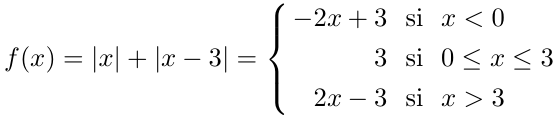 f(x) = |x| + |x − 3| = { −2x + 3 si x < 0
3 si 0 ≤ x ≤ 3
2x − 3 si x > 3